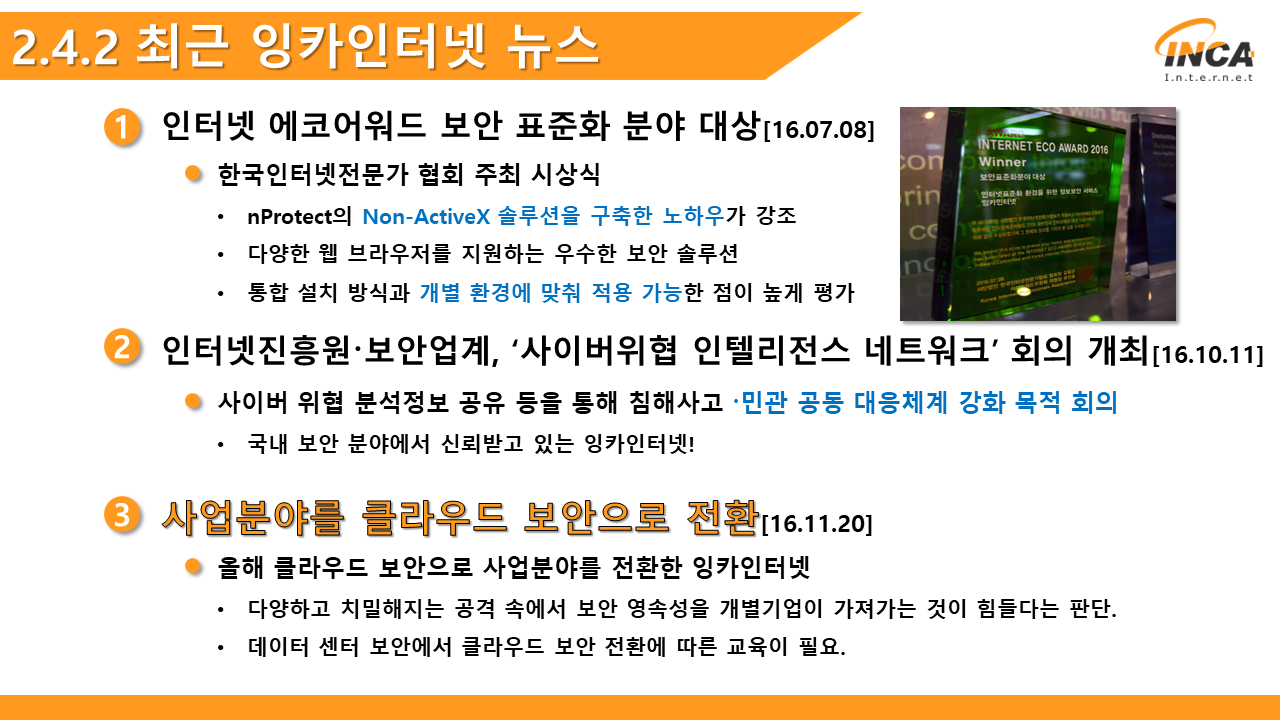 2.4.2 최근 잉카인터넷 뉴스
INCA
I.n.t.e.r.n.e.t
1 인터넷 에코어워드 보안 표준화 분야 대상[16.07.08]
한국인터넷전문가 협회 주최 시상식
• nProtect의 Non-ActiveX 솔루션을 구축한 노하우가 강조
• 다양한 웹 브라우저를 지원하는 우수한 보안 솔루션
• 통합 설치 방식과 개별 환경에 맞춰 적용 가능한 점이 높게 평가
AWARD
INTERNET ECO AWARD 2016
Winner
보안표준화분야 대상
인터넷표준화 환경을 위한 정보보안 서비스
잉카인터넷
2016.07.08
Korea Internet Professionals Association
2 인터넷진흥원·보안업계, ‘사이버위협 인텔리전스 네트워크’ 회의 개최[16.10.11]
사이버 위협 분석정보 공유 등을 통해 침해사고 ·민관 공동 대응체계 강화 목적 회의
• 국내 보안 분야에서 신뢰받고 있는 잉카인터넷!
3 사업분야를 클라우드 보안으로 전환[16.11.20]
올해 클라우드 보안으로 사업분야를 전환한 잉카인터넷
• 다양하고 치밀해지는 공격 속에서 보안 영속성을 개별기업이 가져가는 것이 힘들다는 판단.
• 데이터 센터 보안에서 클라우드 보안 전환에 따른 교육이 필요.